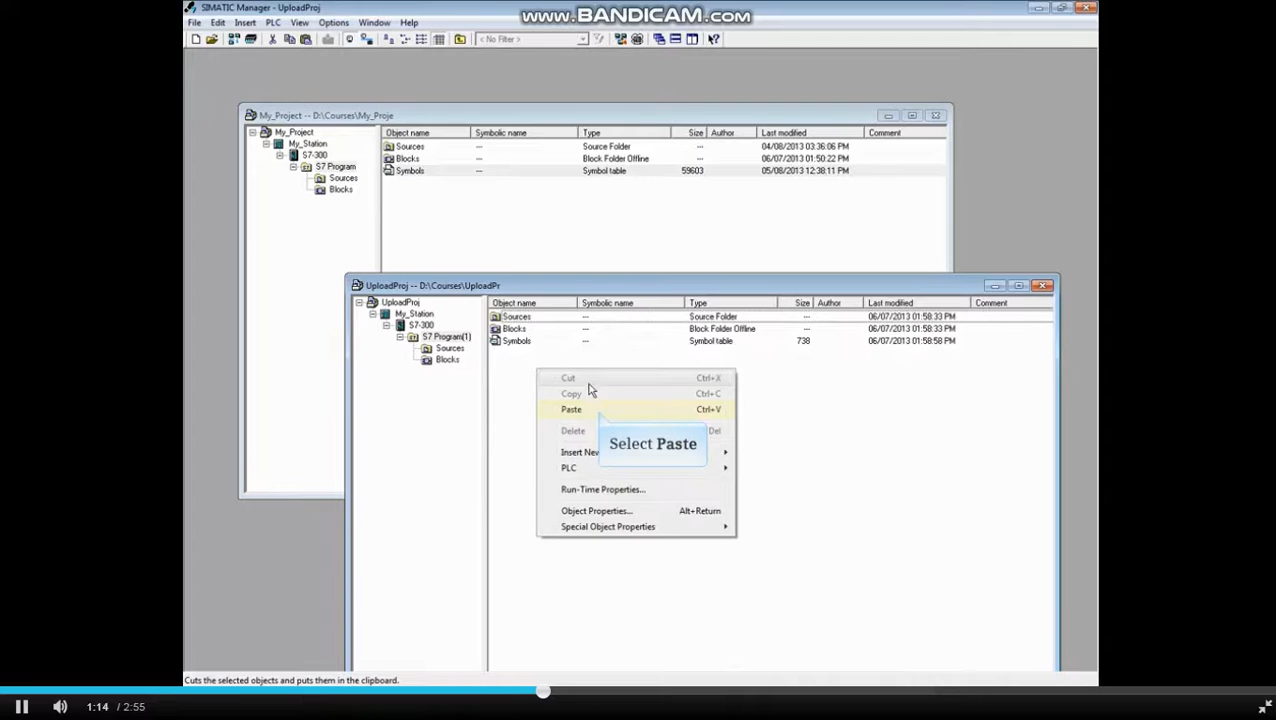 SIMATIC Manager - UploadProj
www.BANDICAM.com
File Edit Insert PLC View Options Window Help
< No Filter >
My_Project -- D:\Courses\My_Proje
My_Project
My_Station
S7-300
S7 Program
Sources
Blocks
Object name Symbolic name Type Size Author Last modified Comment
Sources --- Source Folder --- 04/08/2013 03:36:06 PM
Blocks --- Block Folder Offline --- 06/07/2013 01:50:22 PM
Symbols --- Symbol table 59603 05/08/2013 12:38:11 PM
UploadProj -- D:\Courses\UploadPr
UploadProj
My_Station
S7-300
S7 Program(1)
Sources
Blocks
Object name Symbolic name Type Size Author Last modified Comment
Sources --- Source Folder 06/07/2013 01:58:33 PM
Blocks --- Block Folder Offline 06/07/2013 01:58:33 PM
Symbols --- Symbol table 738 06/07/2013 01:58:58 PM
Cut Ctrl+X
Copy Ctrl+C
Paste Ctrl+V
Delete Del
Select Paste
Insert New
PLC
Run-Time Properties...
Object Properties... Alt+Return
Special Object Properties
Cuts the selected objects and puts them in the clipboard.
1:14 / 2:55